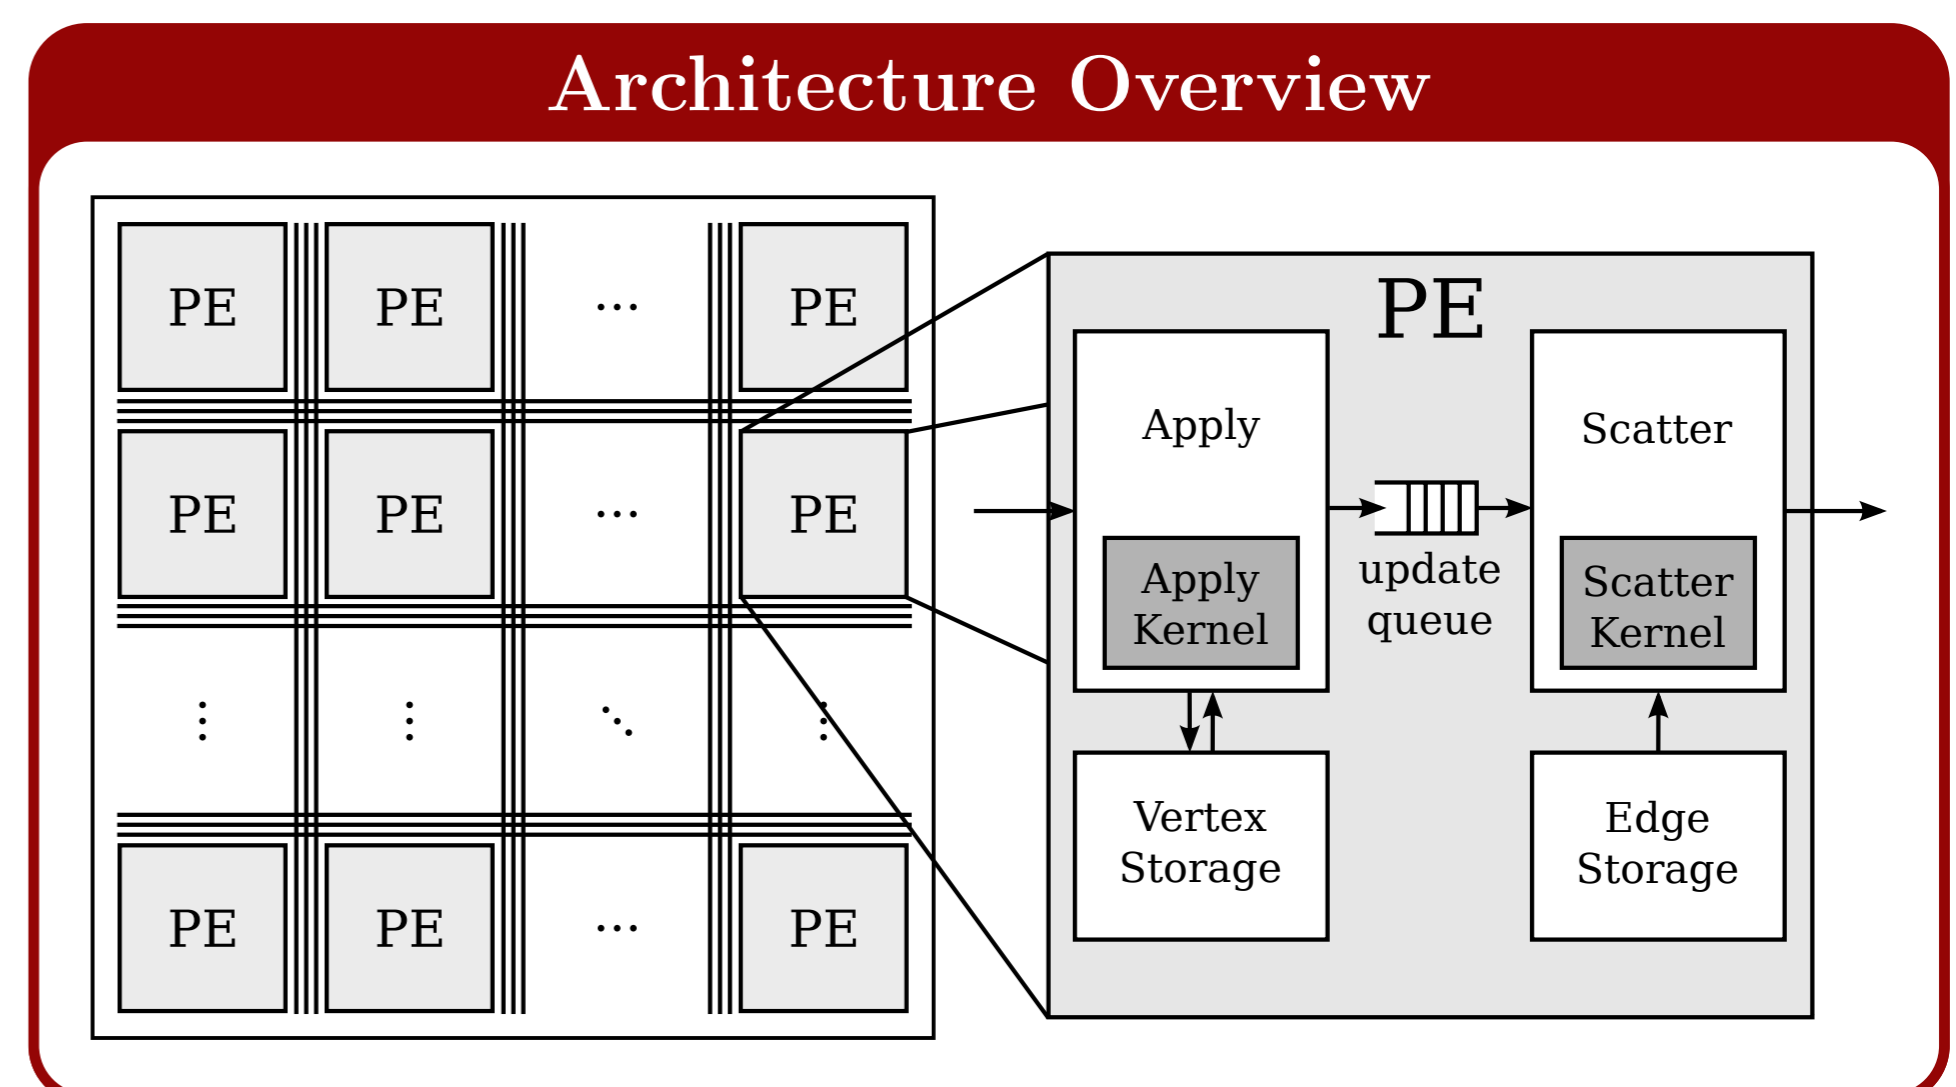 Architecture Overview
PE PE ... PE
PE PE ... PE
PE PE ... PE
PE
Apply
Apply
Kernel
update
queue
Scatter
Scatter
Kernel
Vertex
Storage
Edge
Storage